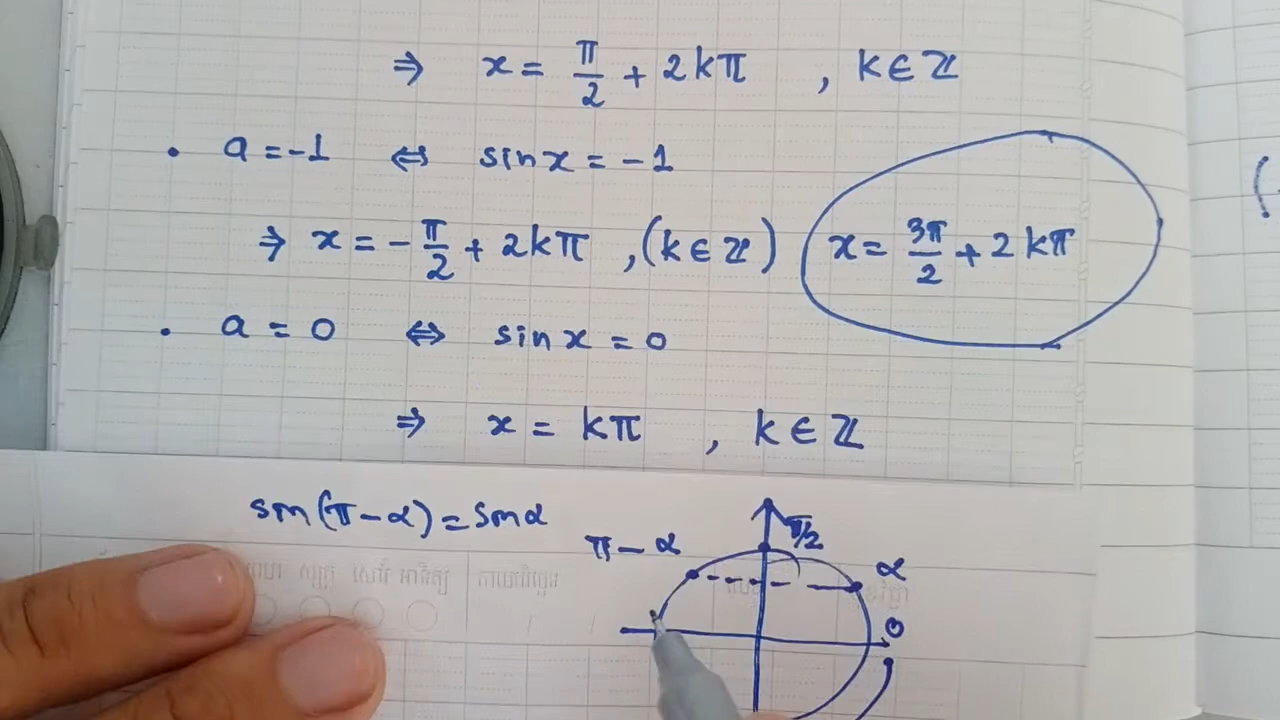 ⇒ x = π/2 + 2kπ , k ∈ ℤ
• a = -1 ⇔ sin x = -1
⇒ x = -π/2 + 2kπ , (k ∈ ℤ) x = 3π/2 + 2kπ
• a = 0 ⇔ sin x = 0
⇒ x = kπ , k ∈ ℤ
sin(π-α) = sin α
π/2
π - α
α
0